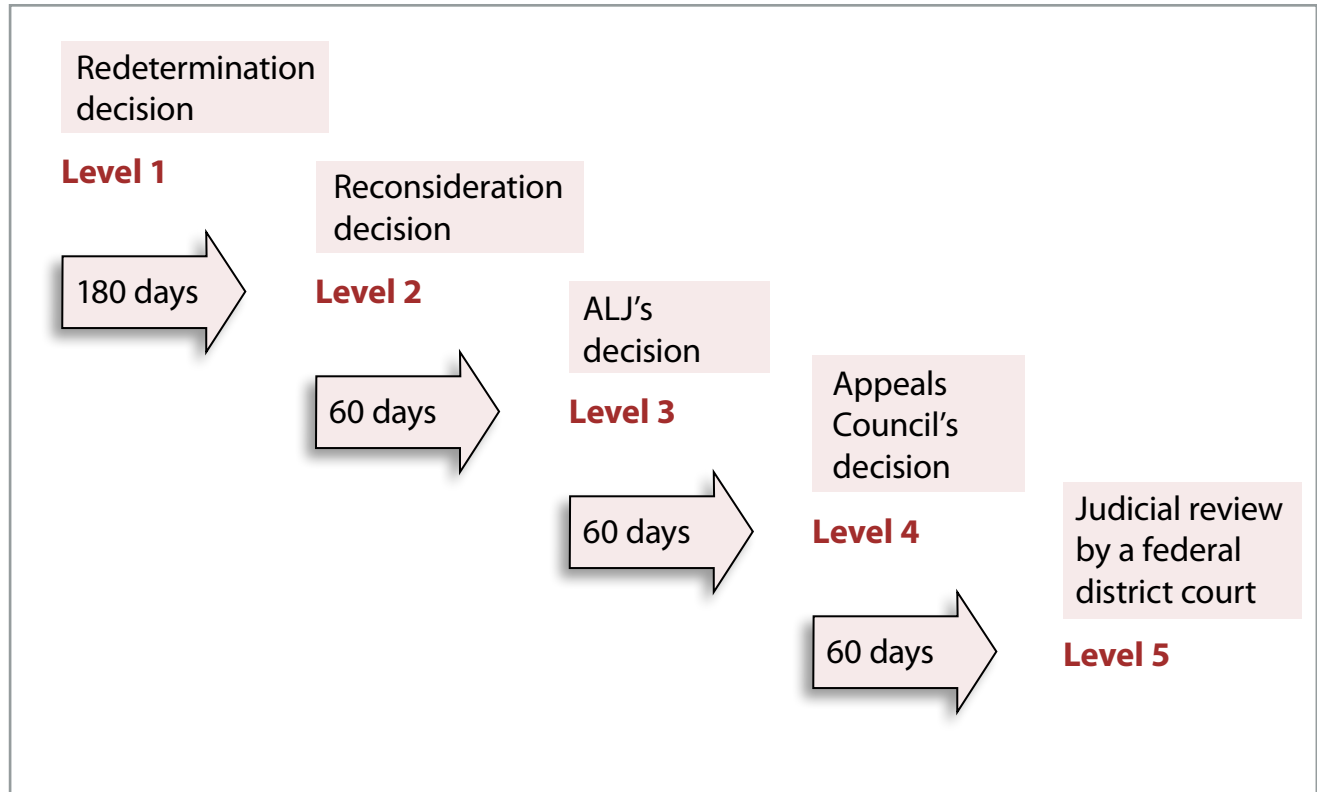 Redetermination
decision
Level 1
180 days
Reconsideration
decision
Level 2
60 days
ALJ’s
decision
Level 3
60 days
Appeals
Council’s
decision
Level 4
60 days
Judicial review
by a federal
district court
Level 5